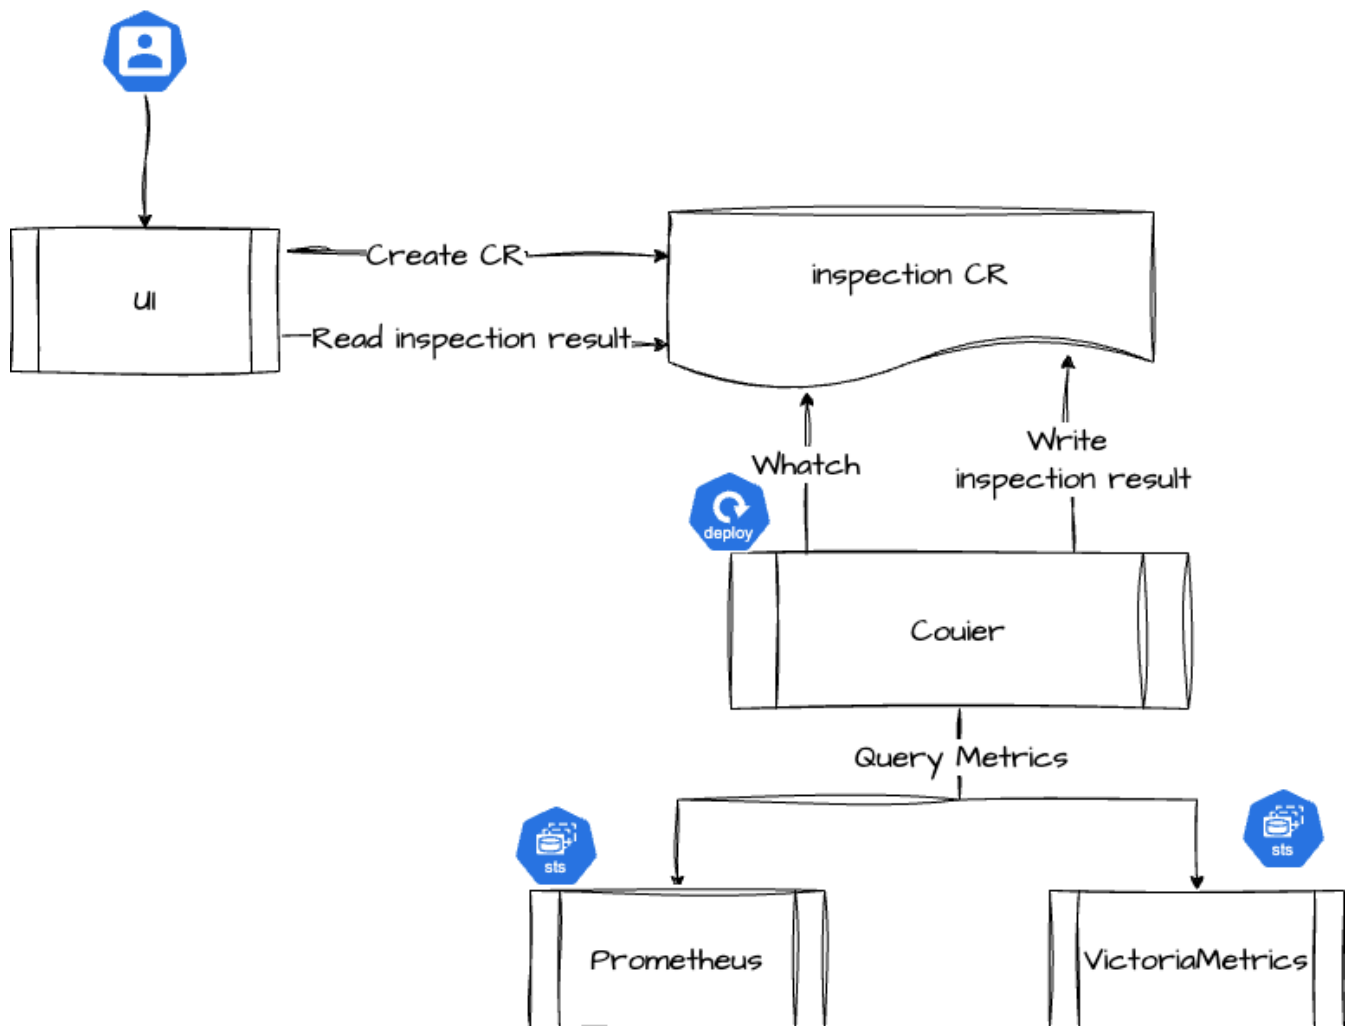 UI
Create CR
Read inspection result
inspection CR
Whatch
Write
inspection result
deploy
Couier
Query Metrics
sts
sts
Prometheus
VictoriaMetrics